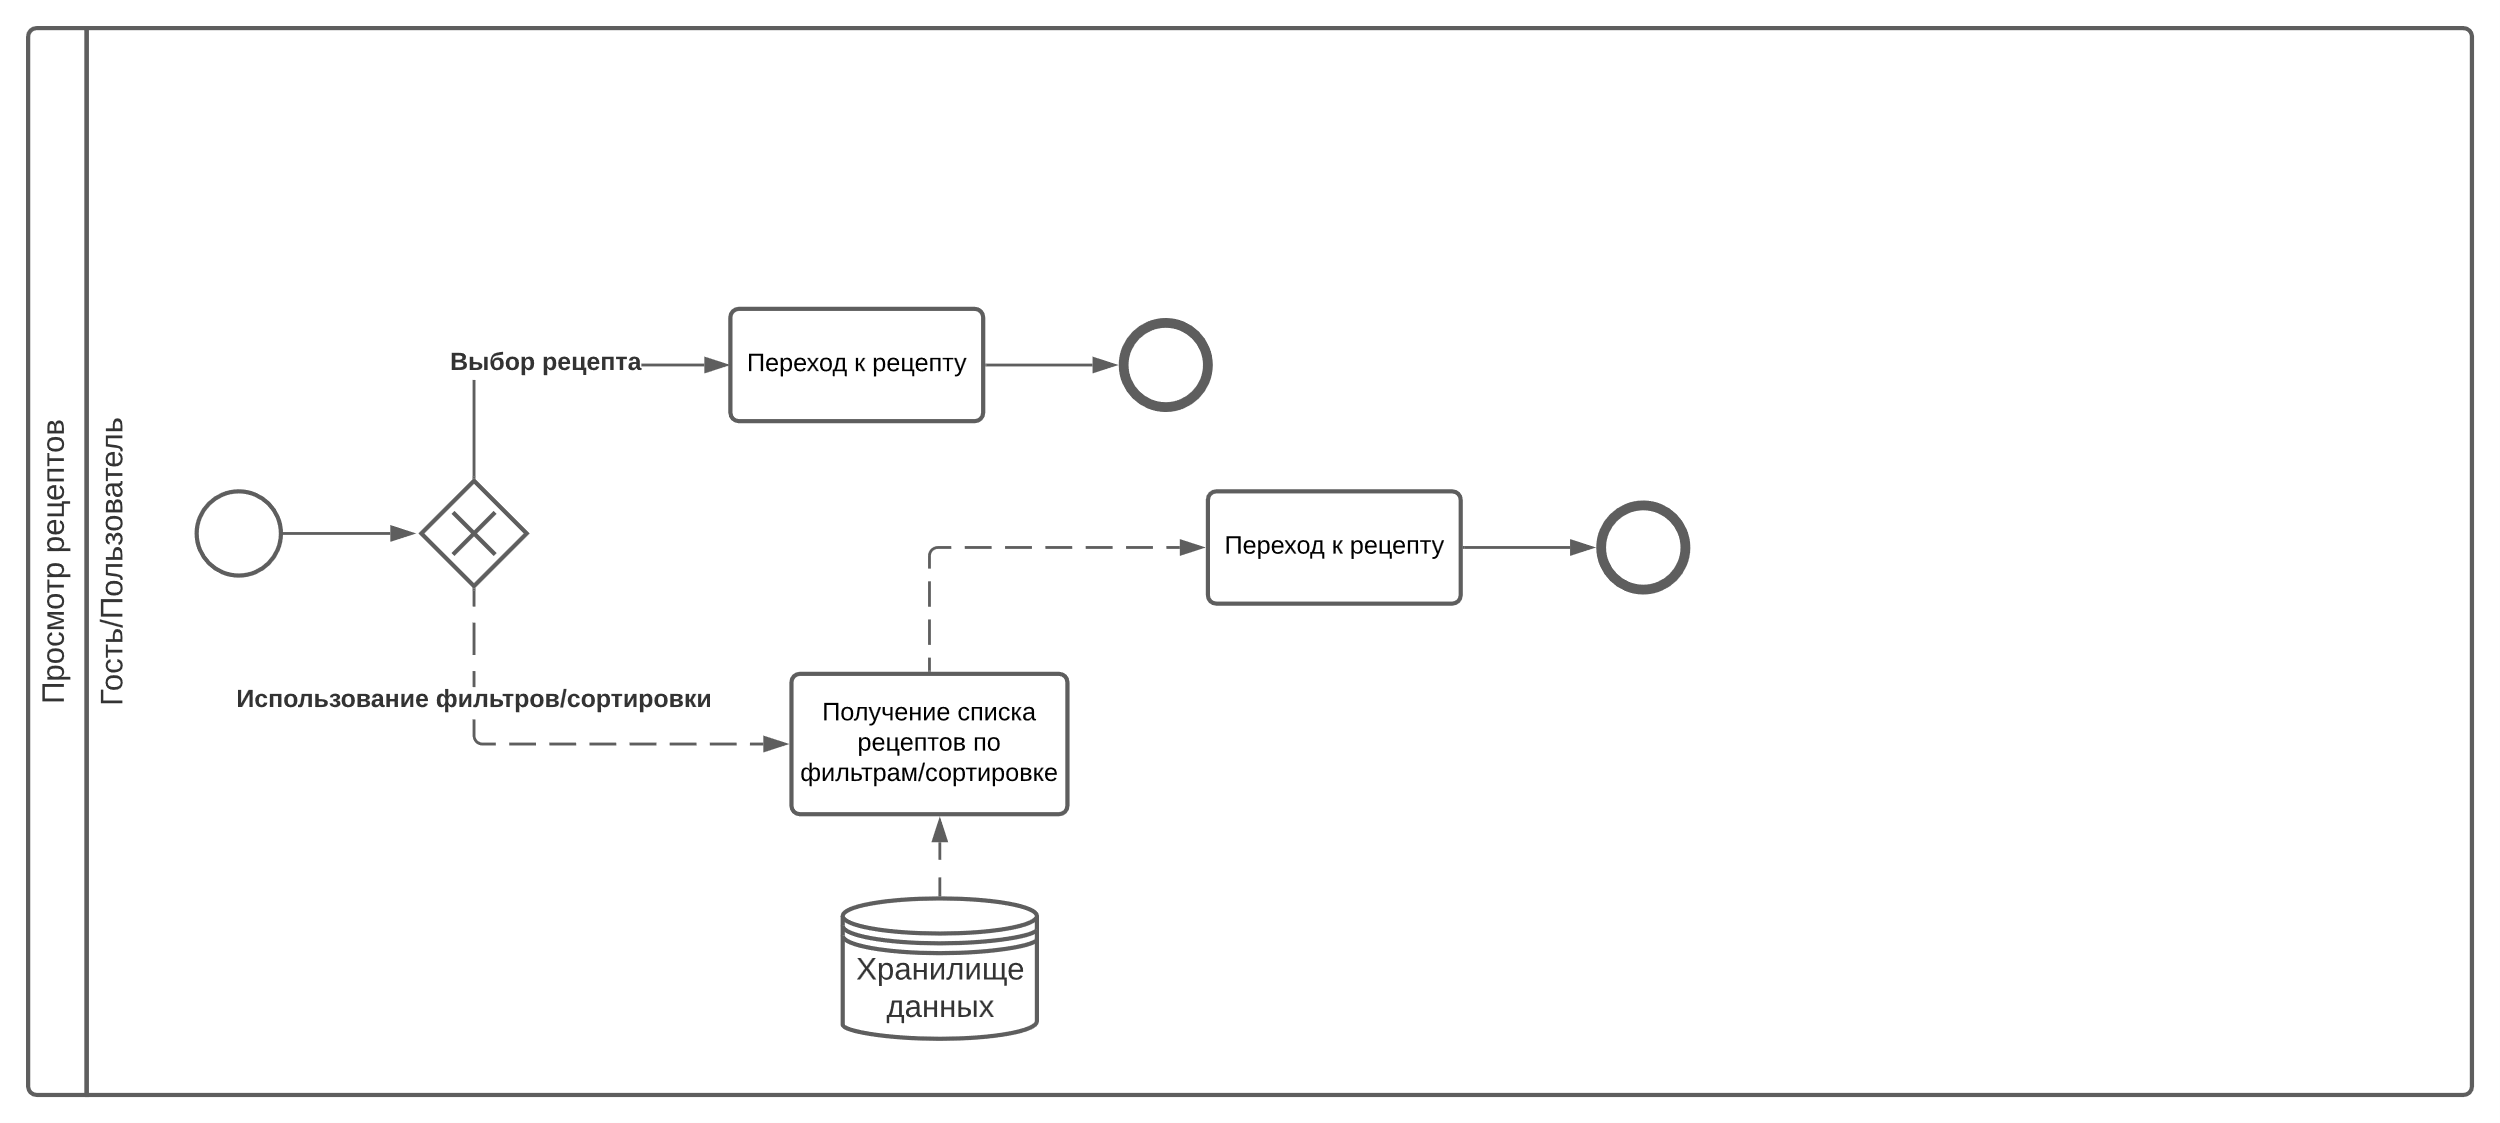 Просмотр рецептов
Гость/Пользователь
Выбор рецепта
Переход к рецепту
Переход к рецепту
Использование фильтров/сортировки
Получение списка
рецептов по
фильтрам/сортировке
Хранилище
данных